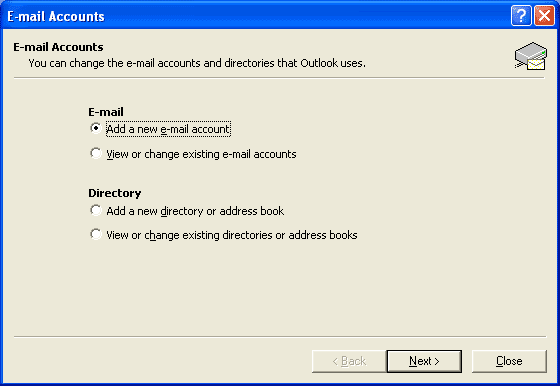 E-mail Accounts
E-mail Accounts
You can change the e-mail accounts and directories that Outlook uses.
E-mail
Add a new e-mail account
View or change existing e-mail accounts
Directory
Add a new directory or address book
View or change existing directories or address books
< Back
Next >
Close